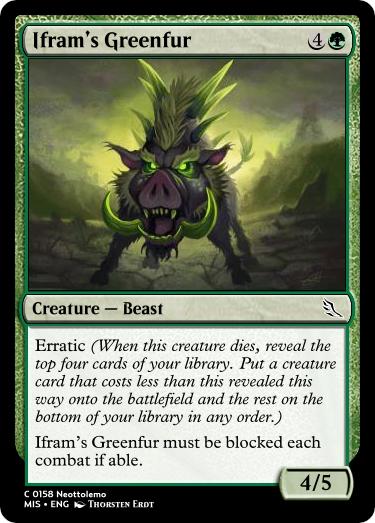 Ifram's Greenfur 4
Creature — Beast
Erratic (When this creature dies, reveal the
top four cards of your library. Put a creature
card that costs less than this revealed this
way onto the battlefield and the rest on the
bottom of your library in any order.)
Ifram's Greenfur must be blocked each
combat if able.
4/5
C 0158 Neottolemo
MIS • ENG Thorsten Erdt